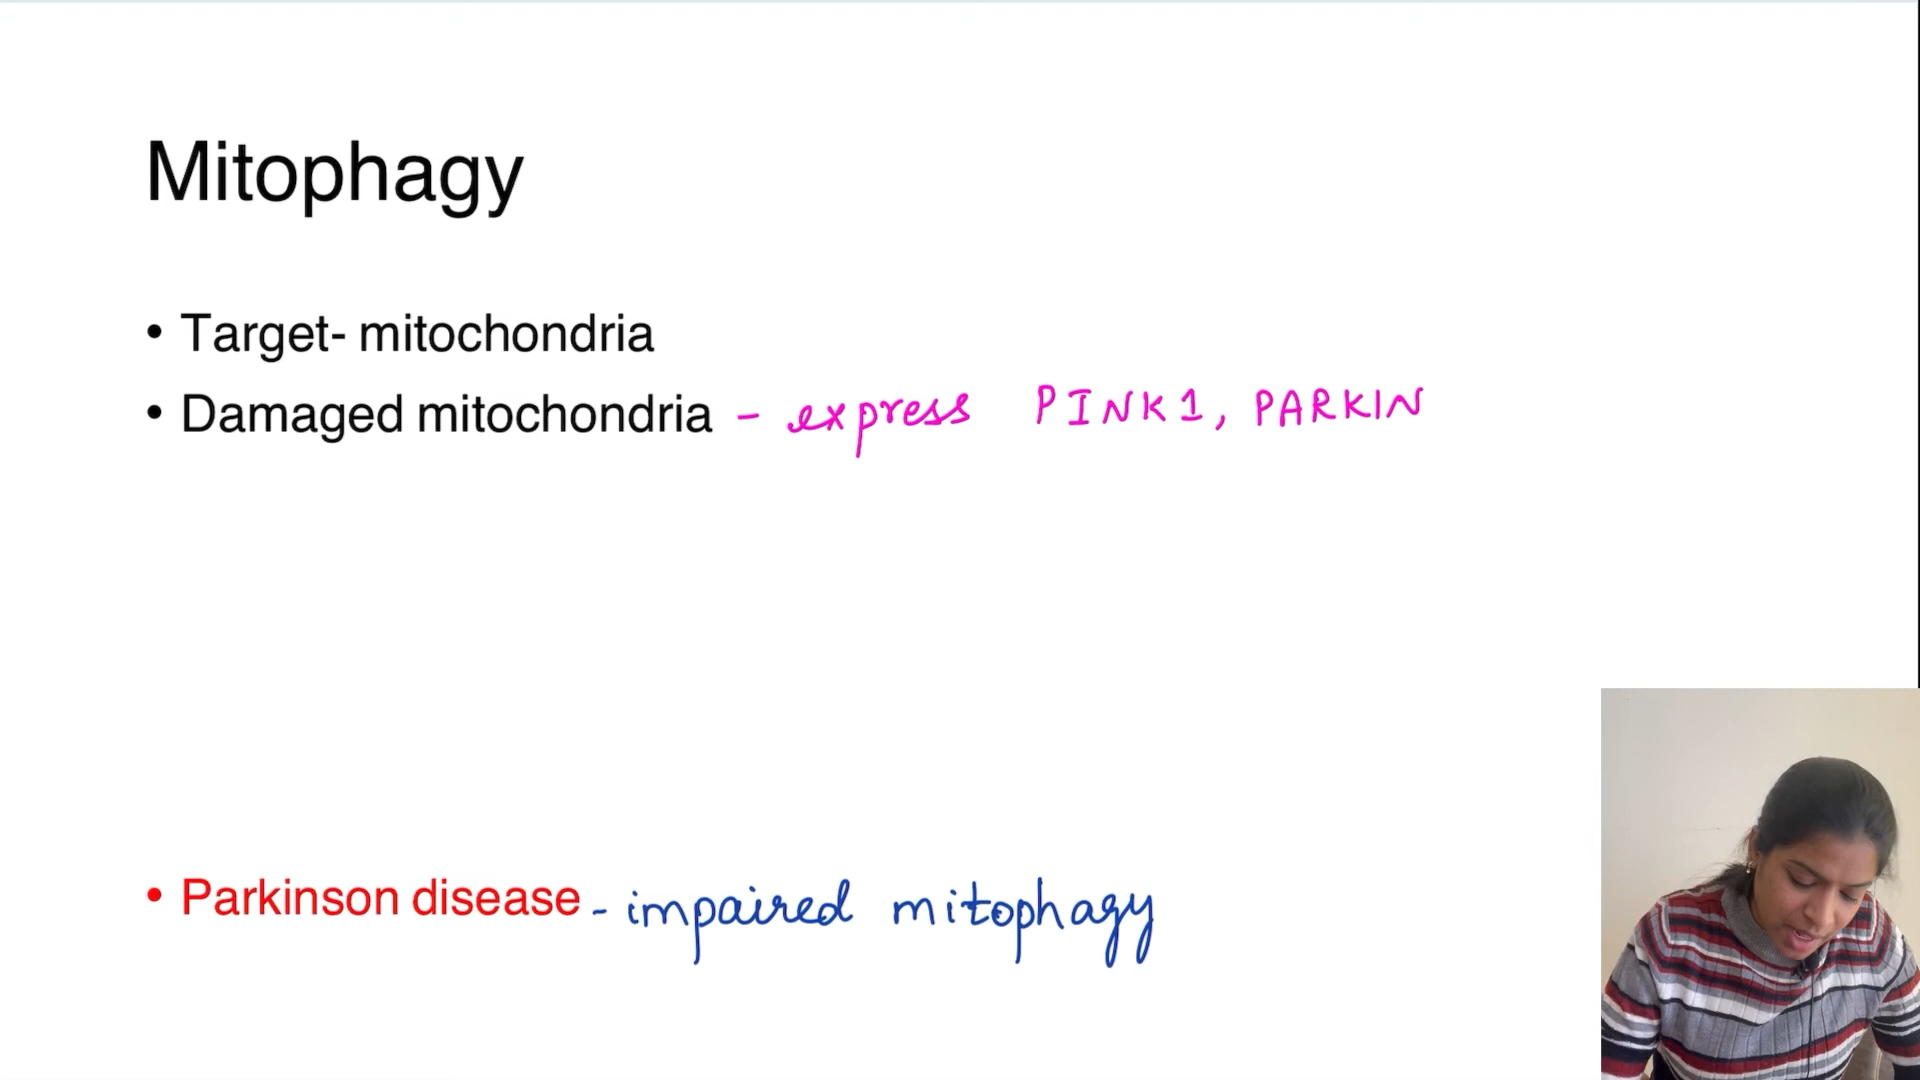 Mitophagy
• Target- mitochondria
• Damaged mitochondria - express PINK1, PARKIN
• Parkinson disease - impaired mitophagy